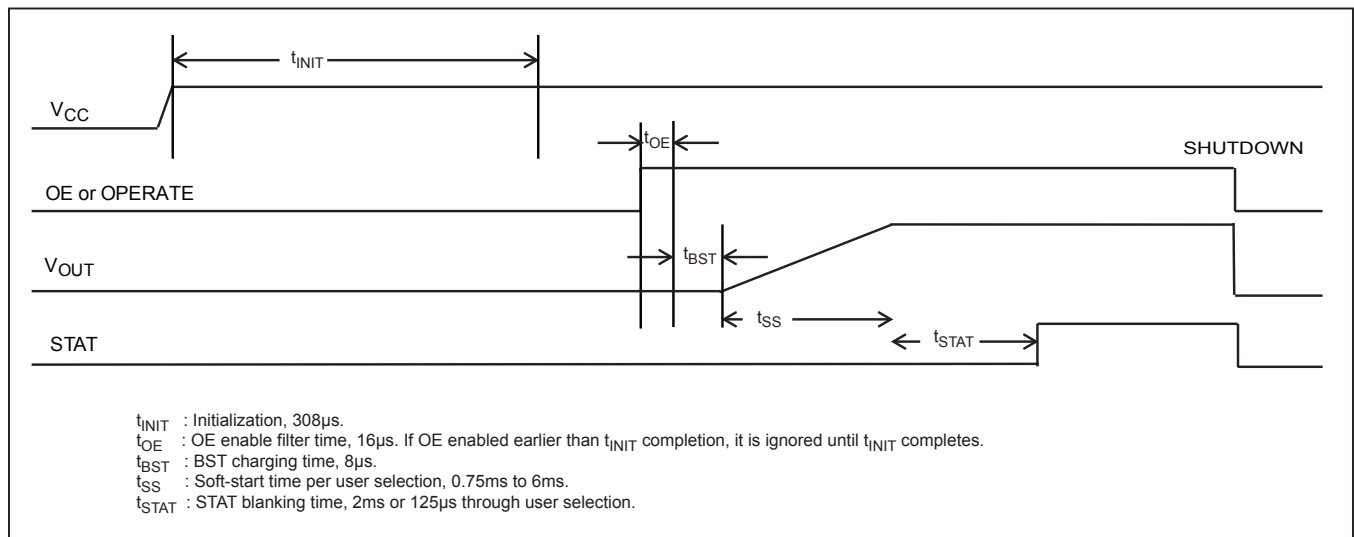 tINIT
VCC
tOE
SHUTDOWN
OE or OPERATE
tBST
VOUT
tSS
tSTAT
STAT
tINIT : Initialization, 308µs.
tOE : OE enable filter time, 16µs. If OE enabled earlier than tINIT completion, it is ignored until tINIT completes.
tBST : BST charging time, 8µs.
tSS : Soft-start time per user selection, 0.75ms to 6ms.
tSTAT : STAT blanking time, 2ms or 125µs through user selection.